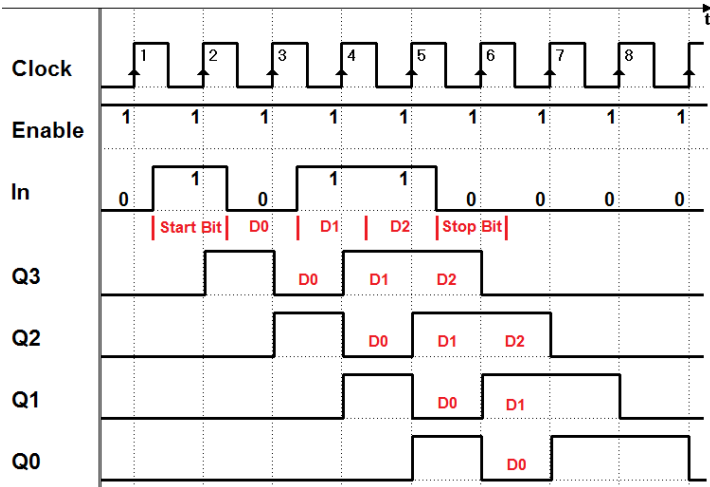 t
Clock 1 2 3 4 5 6 7 8
Enable 1 1 1 1 1 1 1 1 1
In 0 1 0 1 1 0 0 0 0
Start Bit D0 D1 D2 Stop Bit
Q3 D0 D1 D2
Q2 D0 D1 D2
Q1 D0 D1
Q0 D0